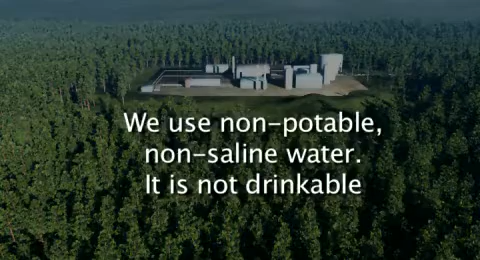 We use non-potable,
non-saline water.
It is not drinkable